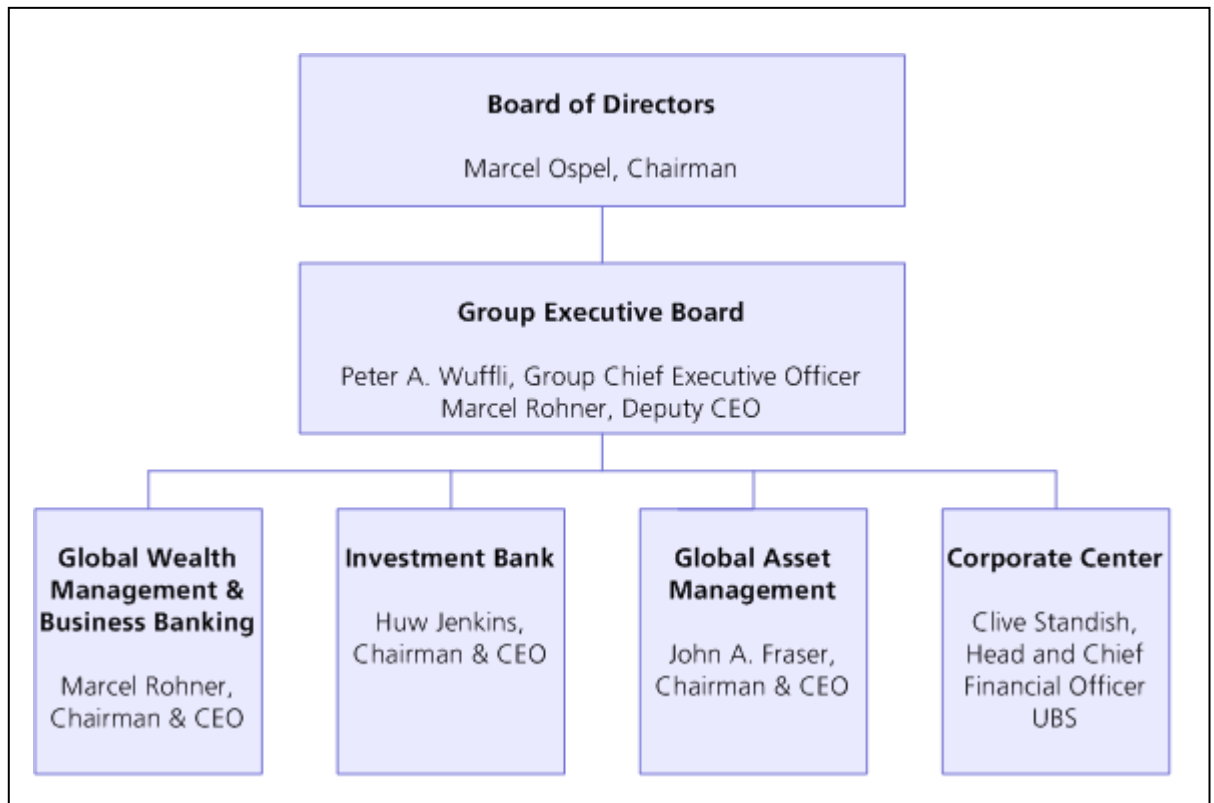 Board of Directors
Marcel Ospel, Chairman
Group Executive Board
Peter A. Wuffli, Group Chief Executive Officer
Marcel Rohner, Deputy CEO
Global Wealth
Management &
Business Banking
Marcel Rohner,
Chairman & CEO
Investment Bank
Huw Jenkins,
Chairman & CEO
Global Asset
Management
John A. Fraser,
Chairman & CEO
Corporate Center
Clive Standish,
Head and Chief
Financial Officer
UBS